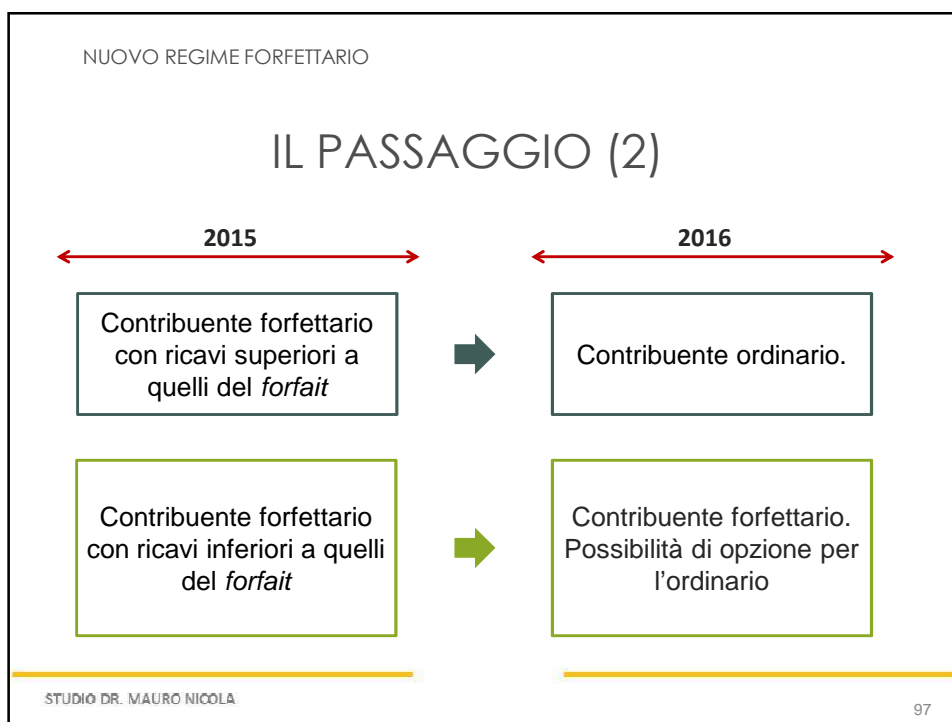 NUOVO REGIME FORFETTARIO
IL PASSAGGIO (2)
2015
2016
Contribuente forfettario
con ricavi superiori a
quelli del forfait
Contribuente ordinario.
Contribuente forfettario
con ricavi inferiori a quelli
del forfait
Contribuente forfettario.
Possibilità di opzione per
l'ordinario
STUDIO DR. MAURO NICOLA
97